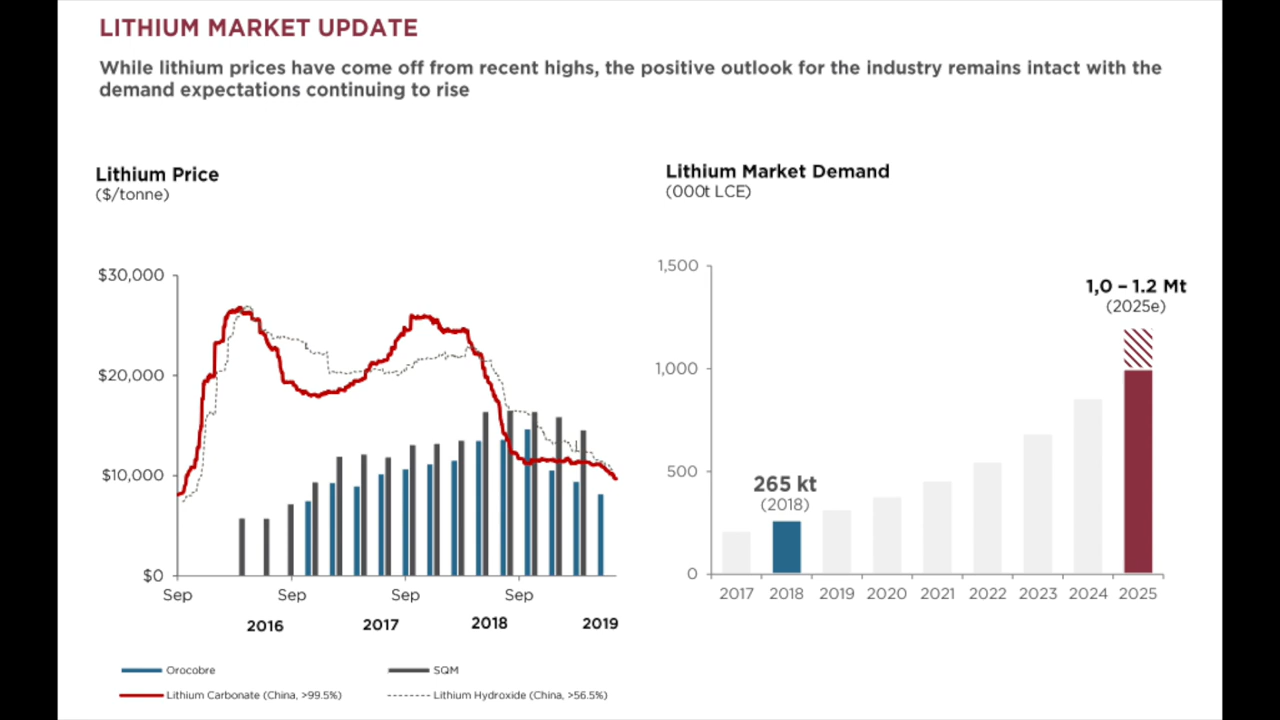 LITHIUM MARKET UPDATE
While lithium prices have come off from recent highs, the positive outlook for the industry remains intact with the
demand expectations continuing to rise
Lithium Price
($/tonne)
$30,000
$20,000
$10,000
$0
Sep Sep Sep Sep
2016 2017 2018 2019
Orocobre SQM
Lithium Carbonate (China, >99.5%) Lithium Hydroxide (China, >56.5%)
Lithium Market Demand
(000t LCE)
1,500
1,000
500
0
265 kt
(2018)
1,0 – 1.2 Mt
(2025e)
2017 2018 2019 2020 2021 2022 2023 2024 2025